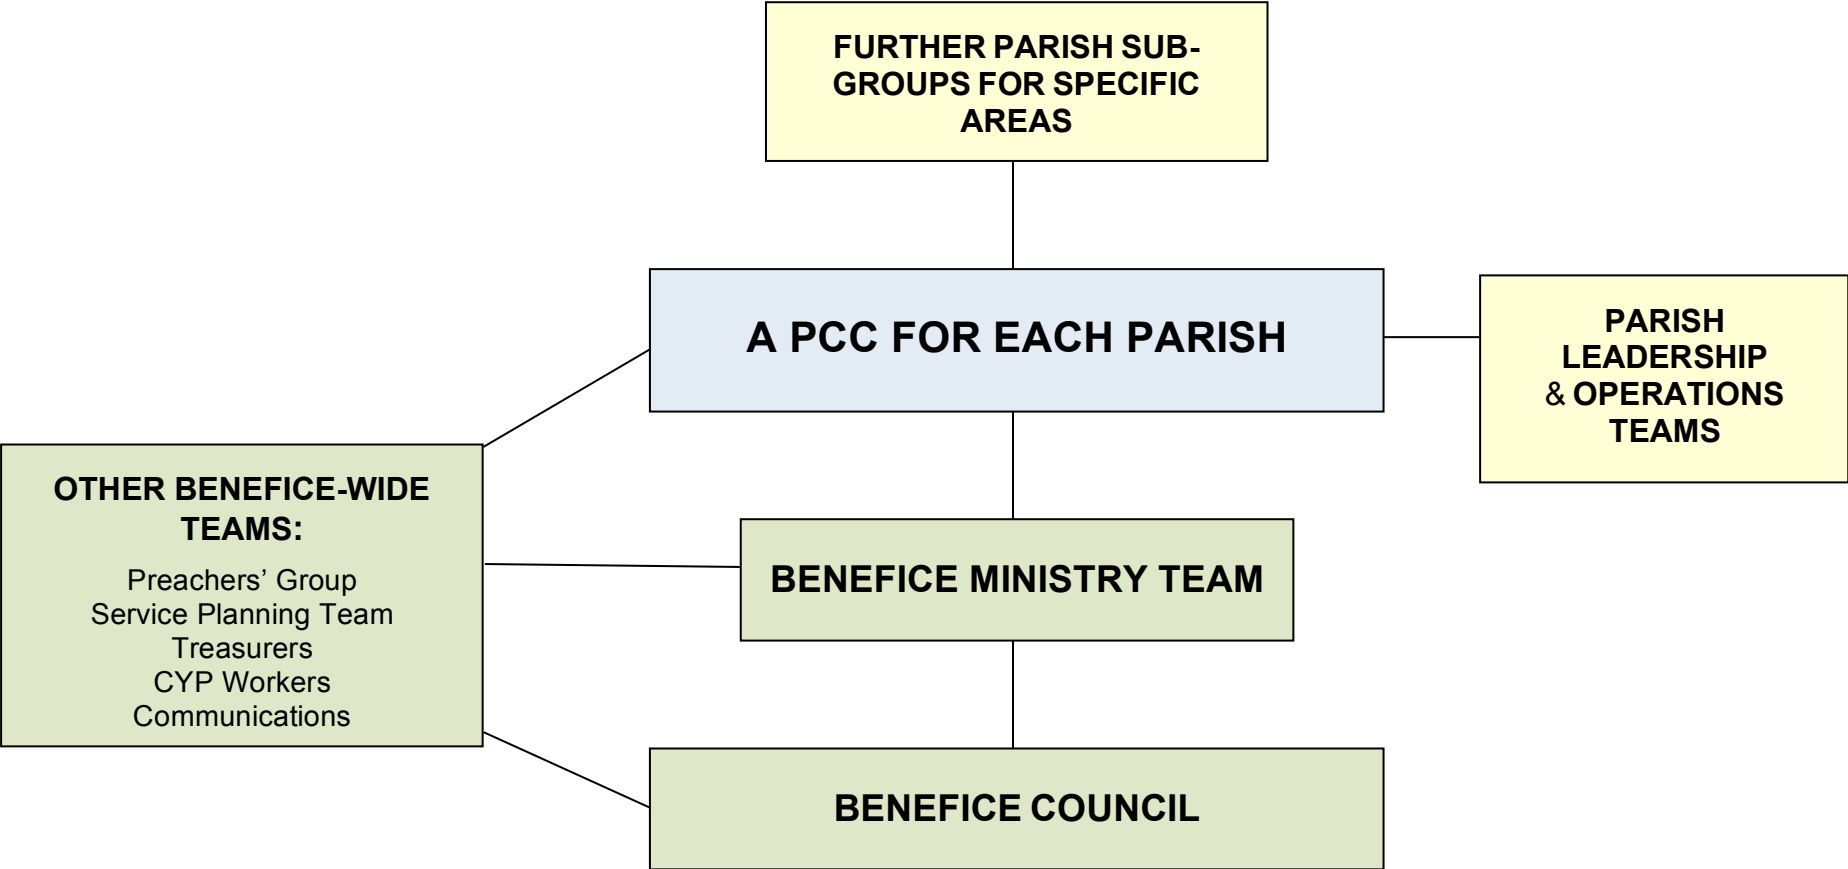 FURTHER PARISH SUB-
GROUPS FOR SPECIFIC
AREAS
A PCC FOR EACH PARISH
PARISH
LEADERSHIP
& OPERATIONS
TEAMS
OTHER BENEFICE-WIDE
TEAMS:
Preachers’ Group
Service Planning Team
Treasurers
CYP Workers
Communications
BENEFICE MINISTRY TEAM
BENEFICE COUNCIL